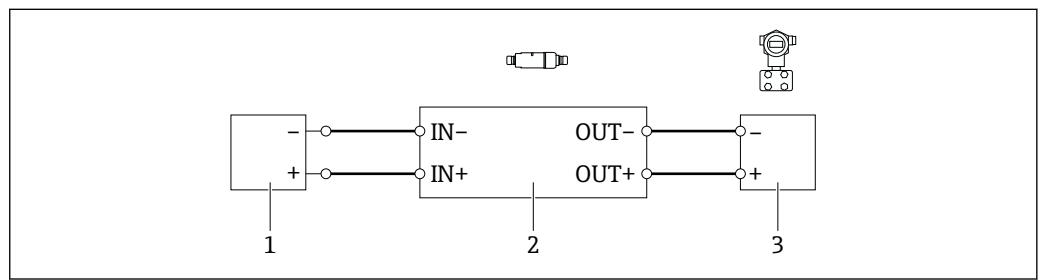 − IN− OUT− −
+ IN+ OUT+ +
1 2 3